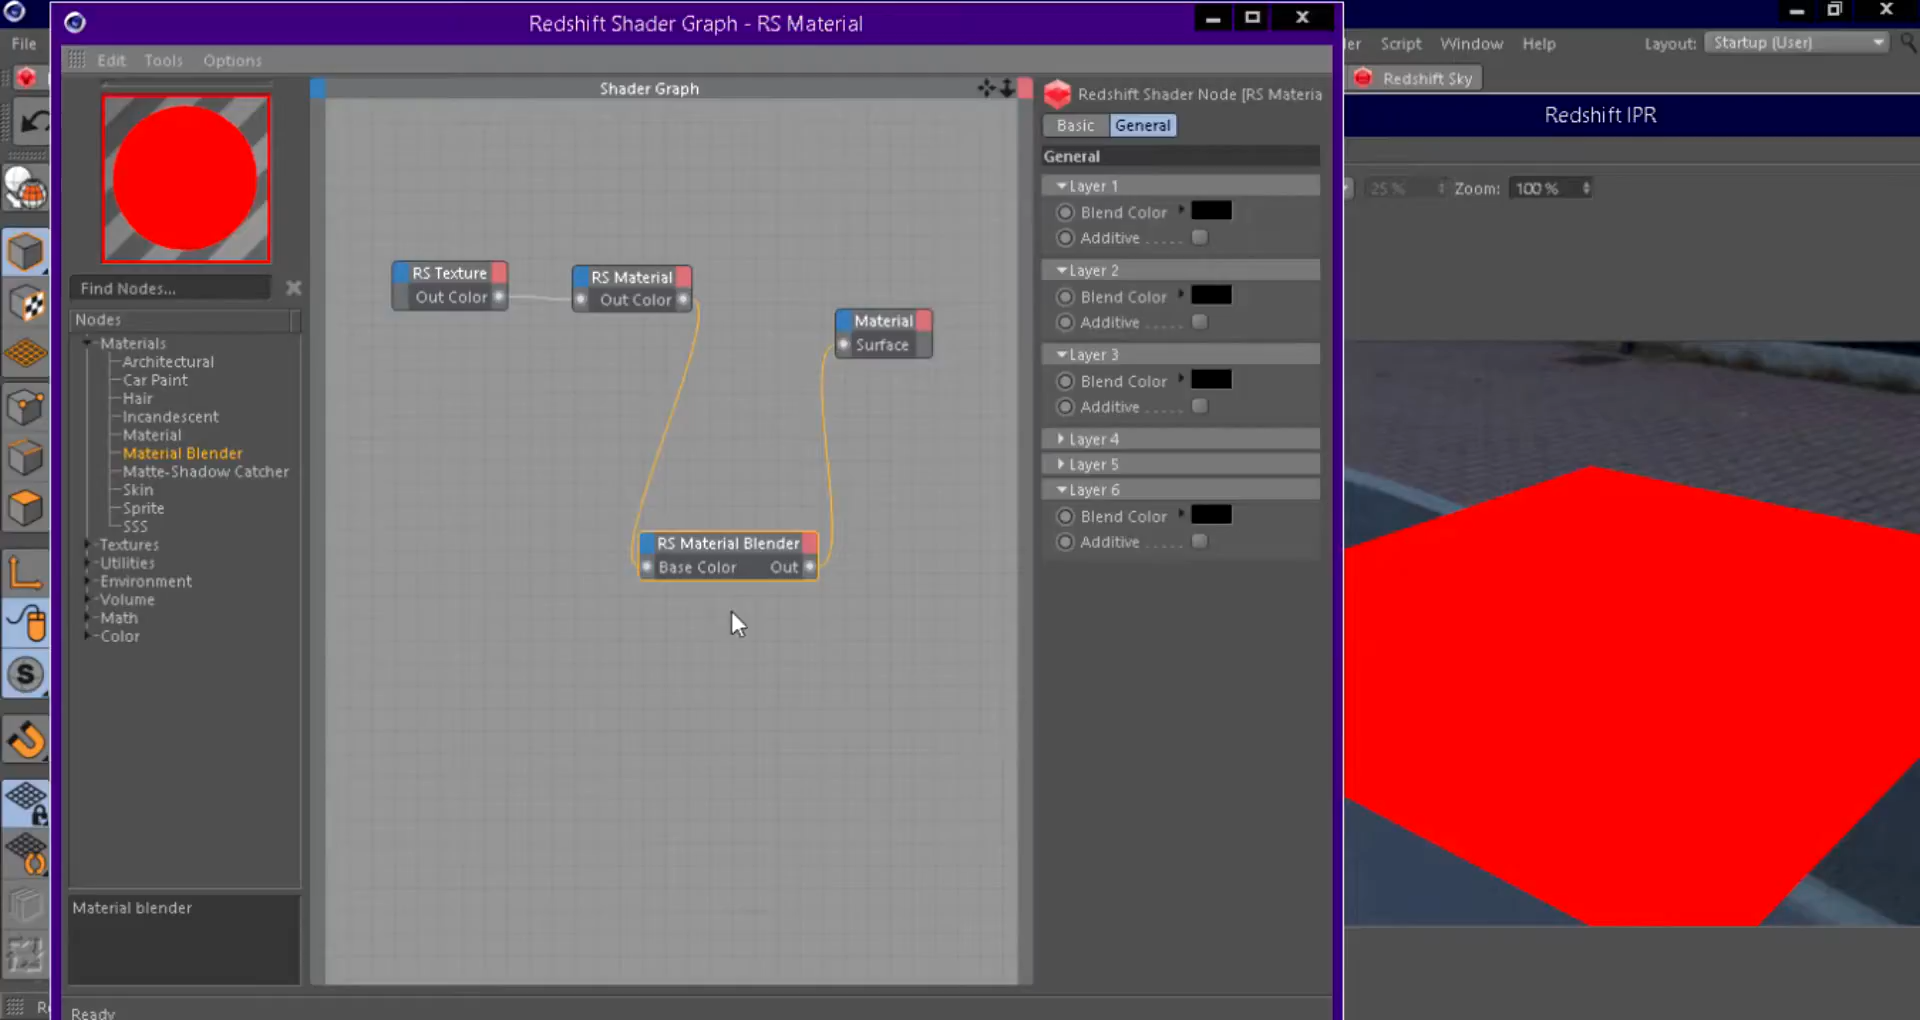 Redshift Shader Graph - RS Material
File
Edit Tools Options
Script Window Help Layout: Startup (User)
Redshift Sky
Redshift IPR
25 % Zoom: 100 %
Shader Graph
Redshift Shader Node [RS Materia
Basic General
General
Layer 1
Blend Color
Additive . . . . .
Layer 2
Blend Color
Additive . . . . .
Layer 3
Blend Color
Additive . . . . .
Layer 4
Layer 5
Layer 6
Blend Color
Additive . . . . .
RS Texture
Out Color
RS Material
Out Color
Material
Surface
RS Material Blender
Base Color Out
Find Nodes...
Nodes
Materials
Architectural
Car Paint
Hair
Incandescent
Material
Material Blender
Matte-Shadow Catcher
Skin
Sprite
SSS
Textures
Utilities
Environment
Volume
Math
Color
Material blender
Ready